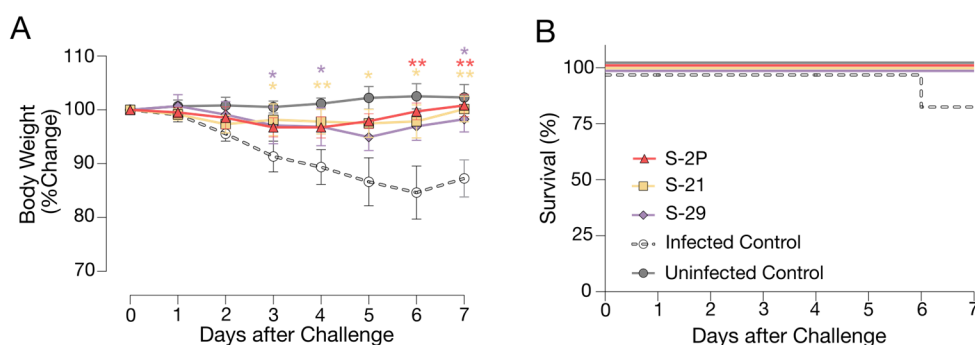 A
110
100
90
80
70
Body Weight
(%Change)
* * * ** *
* ** * * **
**
0 1 2 3 4 5 6 7
Days after Challenge
B
100
75
50
25
0
Survival (%)
S-2P
S-21
S-29
Infected Control
Uninfected Control
0 1 2 3 4 5 6 7
Days after Challenge